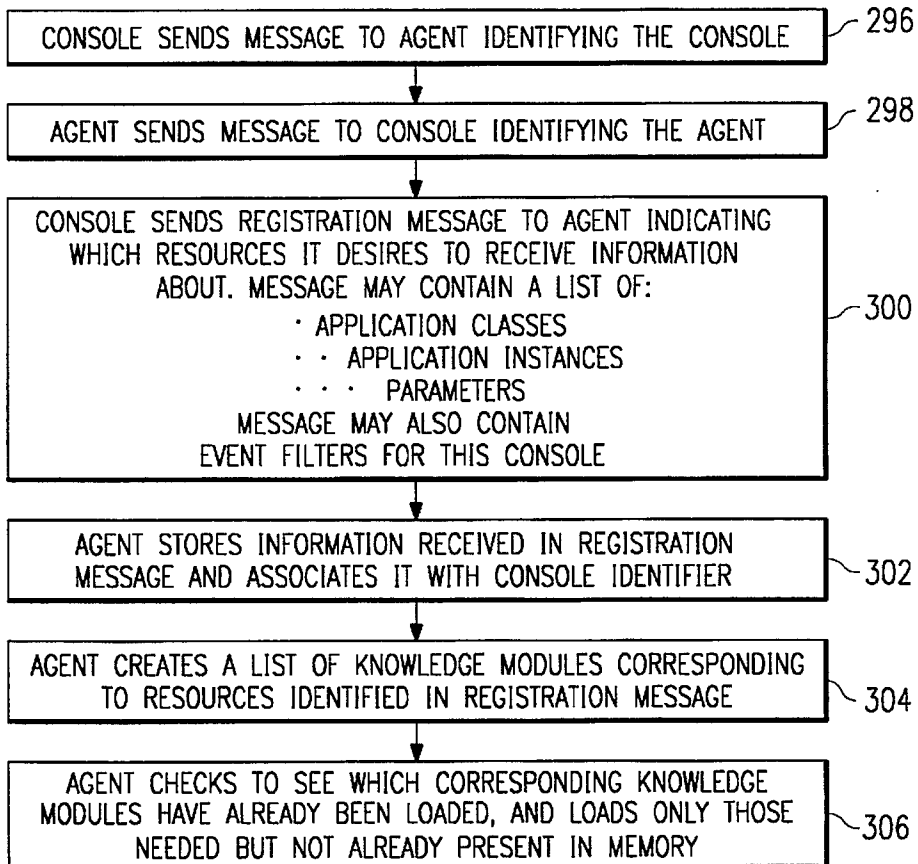 CONSOLE SENDS MESSAGE TO AGENT IDENTIFYING THE CONSOLE
296
AGENT SENDS MESSAGE TO CONSOLE IDENTIFYING THE AGENT
298
CONSOLE SENDS REGISTRATION MESSAGE TO AGENT INDICATING
WHICH RESOURCES IT DESIRES TO RECEIVE INFORMATION
ABOUT. MESSAGE MAY CONTAIN A LIST OF:
· APPLICATION CLASSES
· · APPLICATION INSTANCES
· · · PARAMETERS
MESSAGE MAY ALSO CONTAIN
EVENT FILTERS FOR THIS CONSOLE
300
AGENT STORES INFORMATION RECEIVED IN REGISTRATION
MESSAGE AND ASSOCIATES IT WITH CONSOLE IDENTIFIER
302
AGENT CREATES A LIST OF KNOWLEDGE MODULES CORRESPONDING
TO RESOURCES IDENTIFIED IN REGISTRATION MESSAGE
304
AGENT CHECKS TO SEE WHICH CORRESPONDING KNOWLEDGE
MODULES HAVE ALREADY BEEN LOADED, AND LOADS ONLY THOSE
NEEDED BUT NOT ALREADY PRESENT IN MEMORY
306